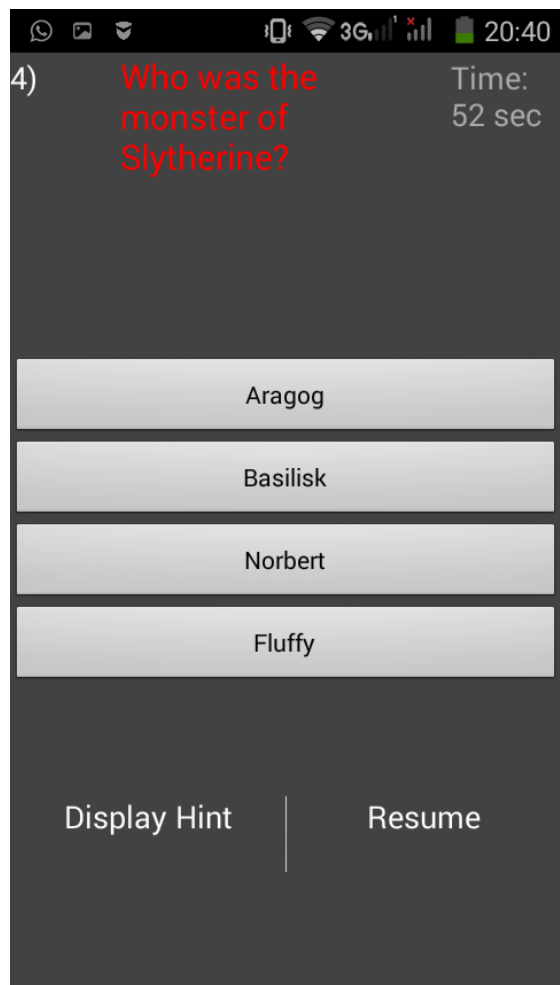 3G 20:40
4) Who was the Time:
monster of 52 sec
Slytherine?
Aragog
Basilisk
Norbert
Fluffy
Display Hint Resume